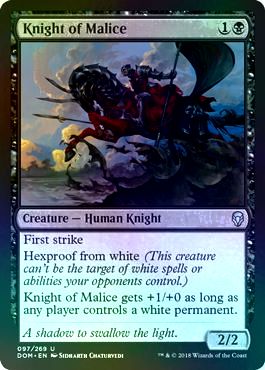 Knight of Malice 1
Creature — Human Knight
First strike
Hexproof from white (This creature
can't be the target of white spells or
abilities your opponents control.)
Knight of Malice gets +1/+0 as long as
any player controls a white permanent.
A shadow to swallow the light.
2/2
097/269 U
DOM • EN Sidharth Chaturvedi
™ & © 2018 Wizards of the Coast